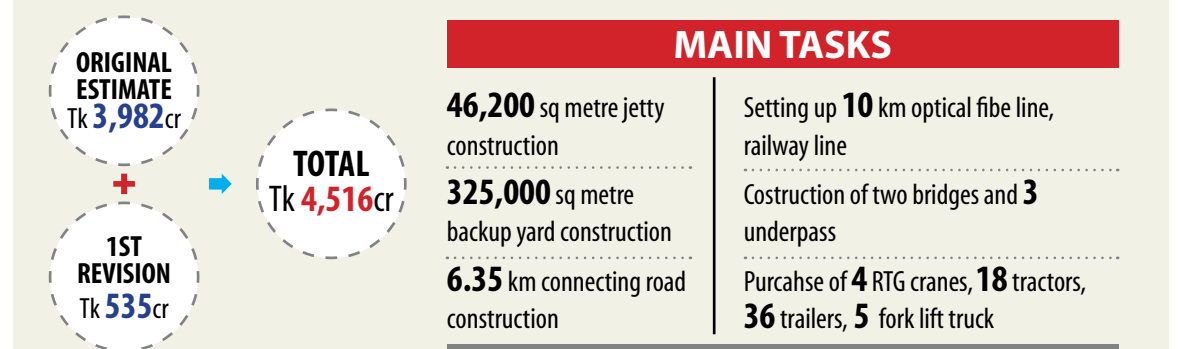 ORIGINAL
ESTIMATE
Tk 3,982cr
+
1ST
REVISION
Tk 535cr
TOTAL
Tk 4,516cr
MAIN TASKS
46,200 sq metre jetty
construction
325,000 sq metre
backup yard construction
6.35 km connecting road
construction
Setting up 10 km optical fibe line,
railway line
Costruction of two bridges and 3
underpass
Purcahse of 4 RTG cranes, 18 tractors,
36 trailers, 5 fork lift truck